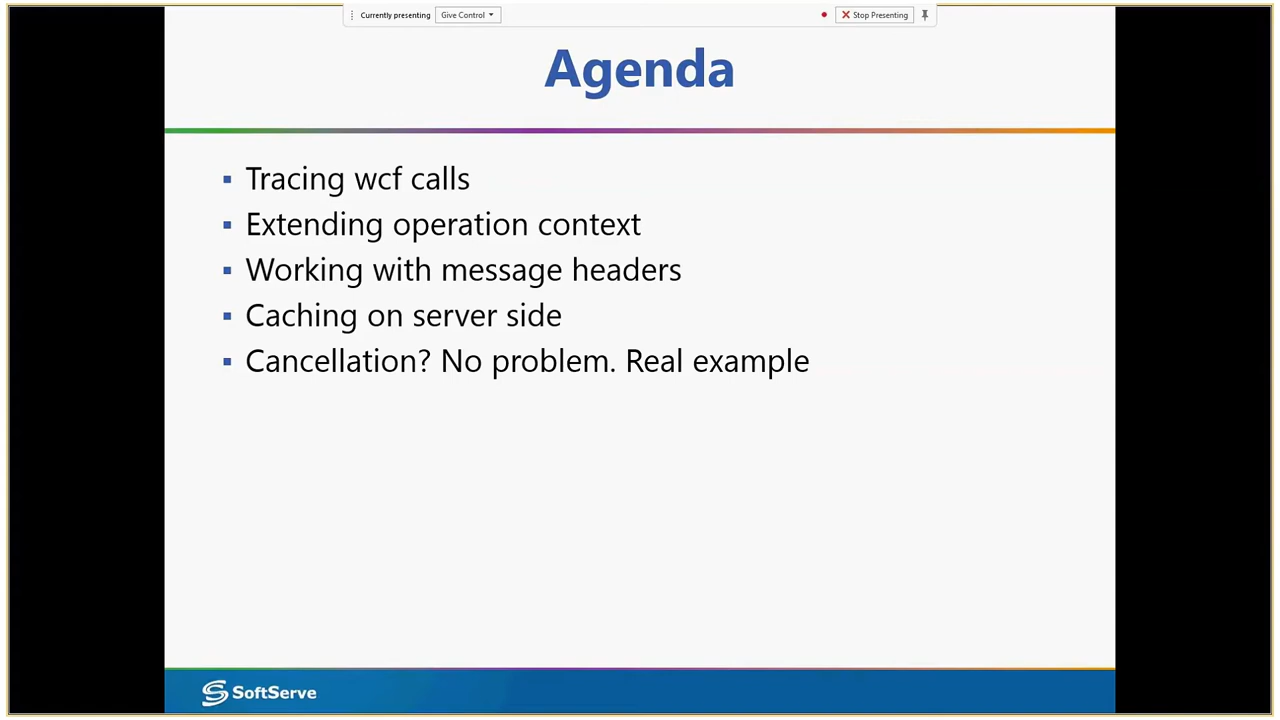 Currently presenting Give Control Stop Presenting
Agenda
Tracing wcf calls
Extending operation context
Working with message headers
Caching on server side
Cancellation? No problem. Real example
SoftServe